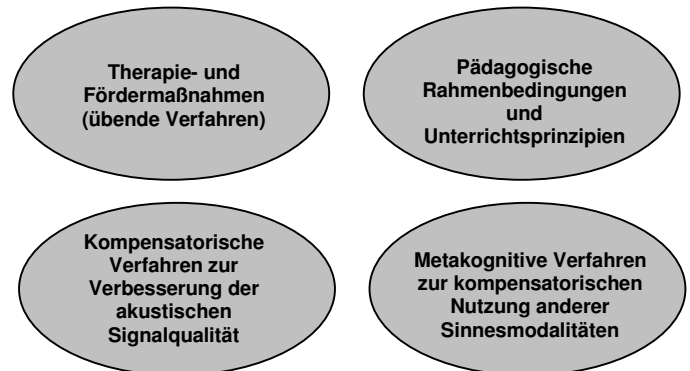 Therapie- und
Fördermaßnahmen
(übende Verfahren)
Pädagogische
Rahmenbedingungen
und
Unterrichtsprinzipien
Kompensatorische
Verfahren zur
Verbesserung der
akustischen
Signalqualität
Metakognitive Verfahren
zur kompensatorischen
Nutzung anderer
Sinnesmodalitäten